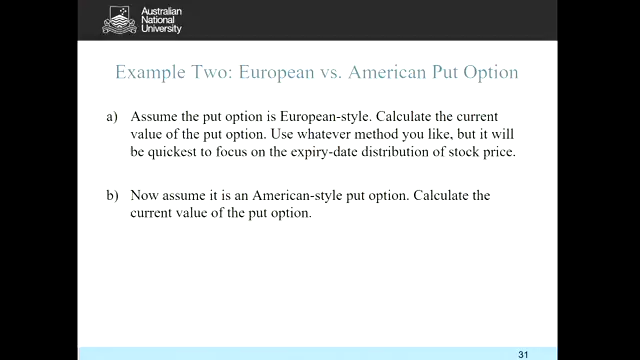 Australian
National
University
Example Two: European vs. American Put Option
a) Assume the put option is European-style. Calculate the current
value of the put option. Use whatever method you like, but it will
be quickest to focus on the expiry-date distribution of stock price.
b) Now assume it is an American-style put option. Calculate the
current value of the put option.
31